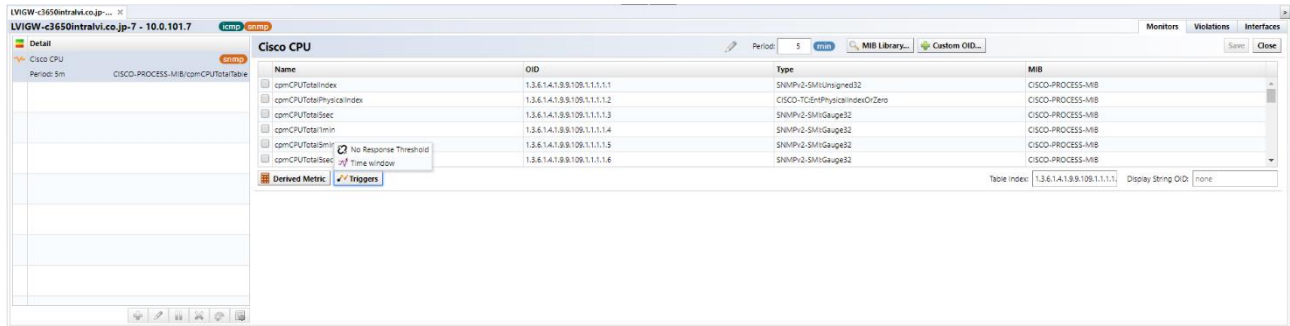 LVIGW-c3650intralvi.co.jp-... ×
LVIGW-c3650intralvi.co.jp-7 - 10.0.101.7 icmp snmp Monitors Violations Interfaces
Detail
Cisco CPU snmp
Period: 5m CISCO-PROCESS-MIB/cpmCPUTotalTable
Cisco CPU Period: 5 min MIB Library... Custom OID... Save Close
Name OID Type MIB
cpmCPUTotalIndex 1.3.6.1.4.1.9.9.109.1.1.1.1.1 SNMPv2-SMI:Unsigned32 CISCO-PROCESS-MIB
cpmCPUTotalPhysicalIndex 1.3.6.1.4.1.9.9.109.1.1.1.1.2 CISCO-TC:EntPhysicalIndexOrZero CISCO-PROCESS-MIB
cpmCPUTotal5sec 1.3.6.1.4.1.9.9.109.1.1.1.1.3 SNMPv2-SMI:Gauge32 CISCO-PROCESS-MIB
cpmCPUTotal1min 1.3.6.1.4.1.9.9.109.1.1.1.1.4 SNMPv2-SMI:Gauge32 CISCO-PROCESS-MIB
cpmCPUTotal5min 1.3.6.1.4.1.9.9.109.1.1.1.1.5 SNMPv2-SMI:Gauge32 CISCO-PROCESS-MIB
No Response Threshold
cpmCPUTotal5sec 1.3.6.1.4.1.9.9.109.1.1.1.1.6 SNMPv2-SMI:Gauge32 CISCO-PROCESS-MIB
Time window
Derived Metric Triggers Table Index: 1.3.6.1.4.1.9.9.109.1.1.1.1. Display String OID: none